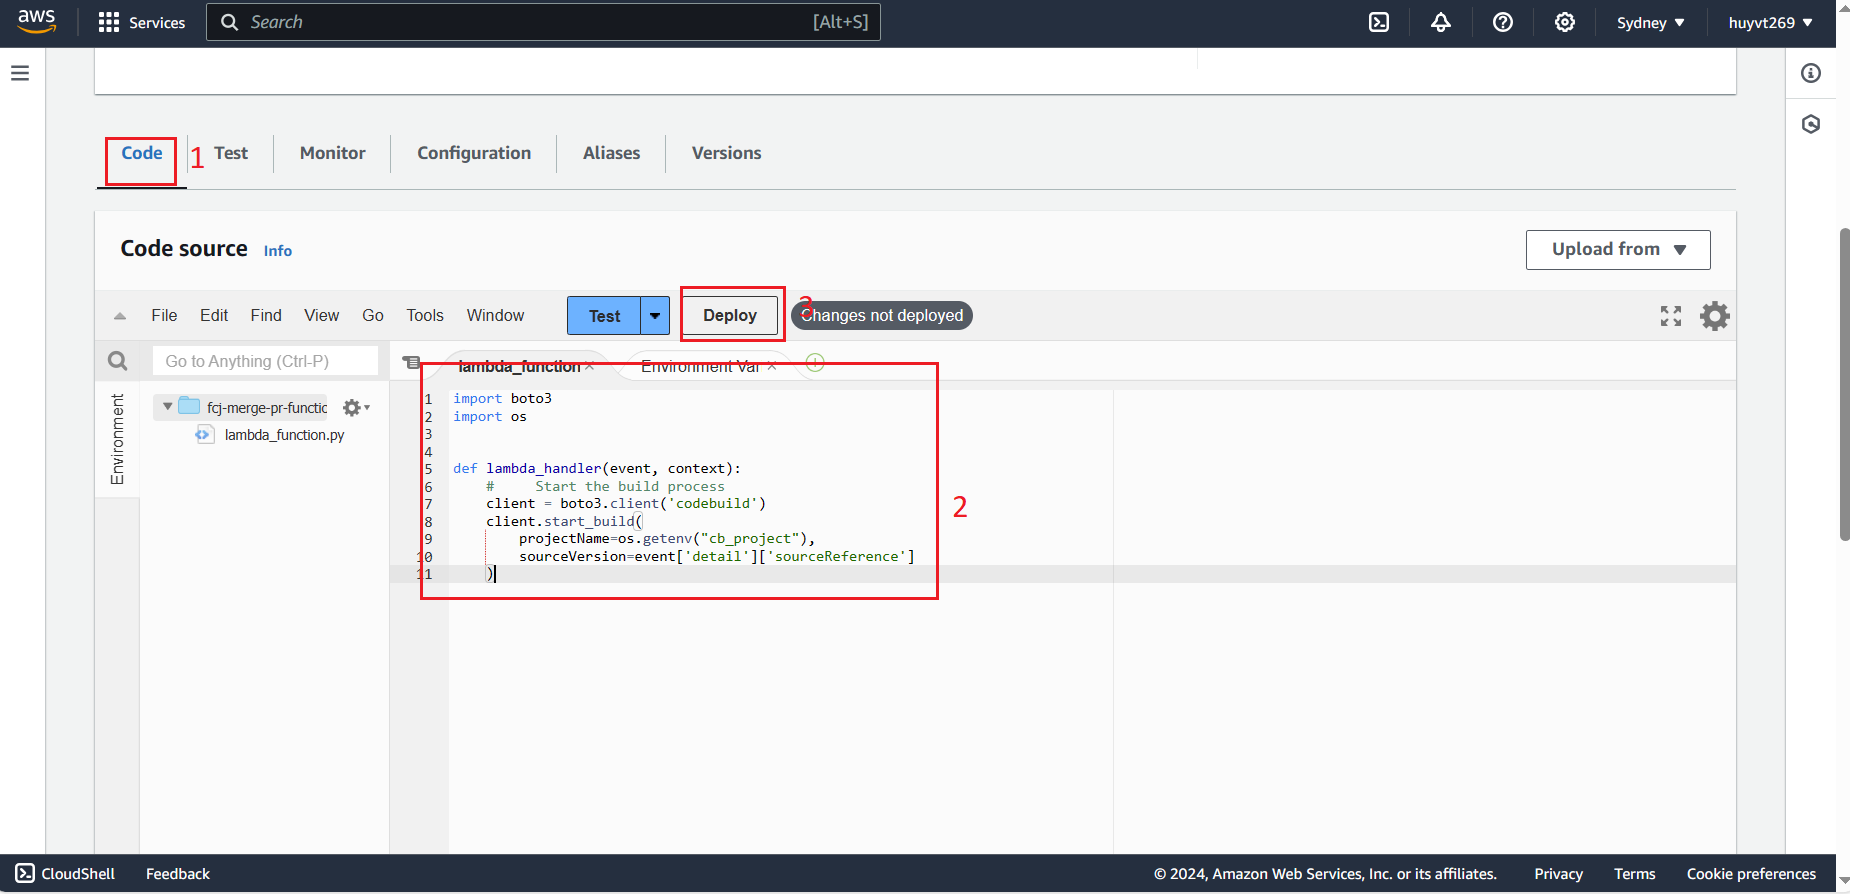 aws Services Search [Alt+S] Sydney huyvt269
Code 1 Test Monitor Configuration Aliases Versions
Code source Info Upload from
File Edit Find View Go Tools Window Test Deploy 3 Changes not deployed
Go to Anything (Ctrl-P) lambda_function × Environment Var ×
Environment
fcj-merge-pr-functio
lambda_function.py
1 import boto3
2 import os
3
4
5 def lambda_handler(event, context):
6     #     Start the build process
7     client = boto3.client('codebuild')
8     client.start_build(
9         projectName=os.getenv("cb_project"),
10         sourceVersion=event['detail']['sourceReference']
11     )
2
CloudShell Feedback © 2024, Amazon Web Services, Inc. or its affiliates. Privacy Terms Cookie preferences